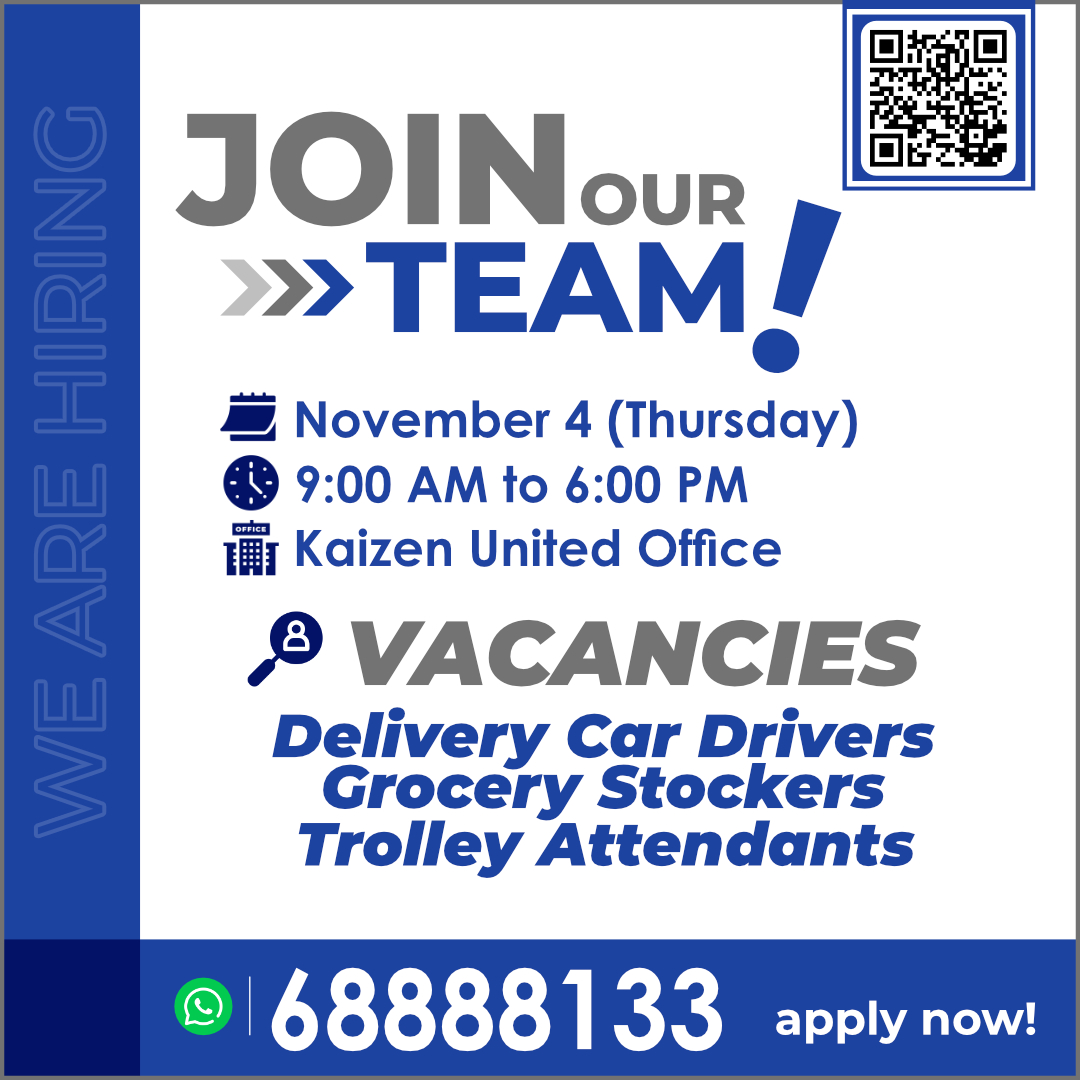 WE ARE HIRING
JOIN OUR
TEAM!
November 4 (Thursday)
9:00 AM to 6:00 PM
OFFICE
Kaizen United Office
VACANCIES
Delivery Car Drivers
Grocery Stockers
Trolley Attendants
68888133
apply now!